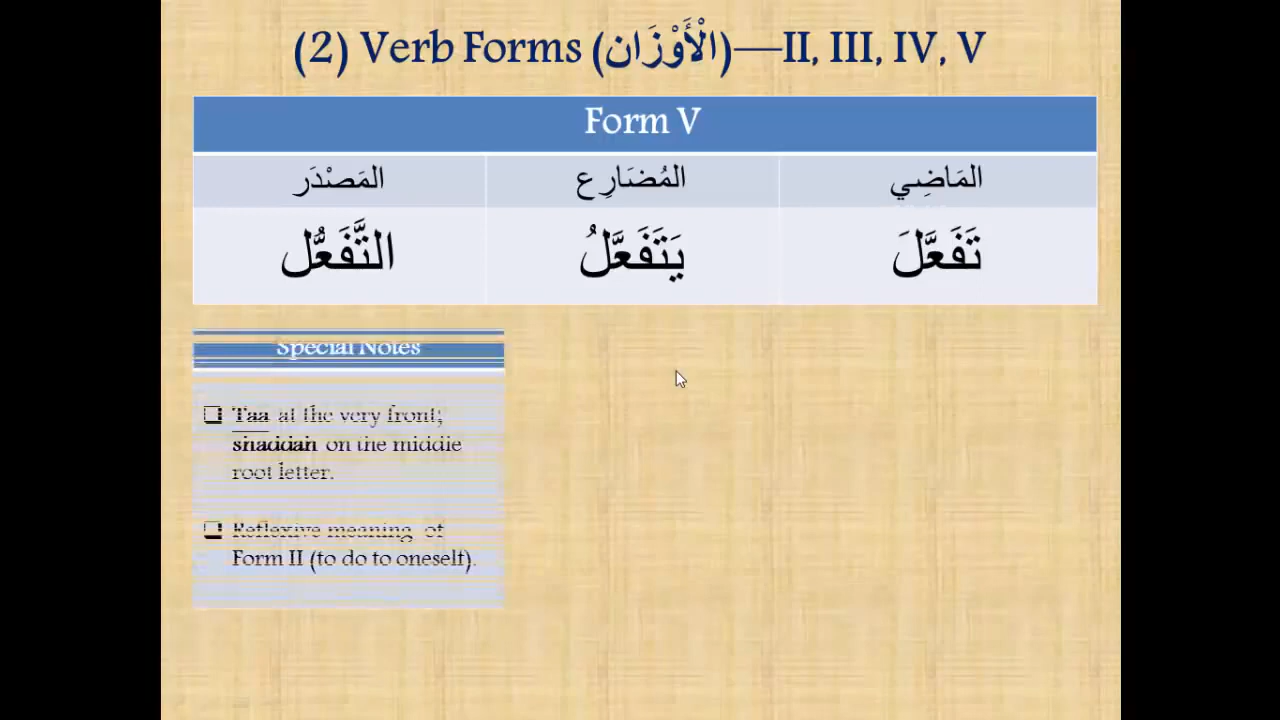 (2) Verb Forms (الْأَوْزَان)—II, III, IV, V
Form V
المَاضِي المُضَارِع المَصْدَر
تَفَعَّلَ يَتَفَعَّلُ التَّفَعُّل
Special Notes
Taa at the very front;
shaddah on the middle
root letter.
Reflexive meaning of
Form II (to do to oneself).